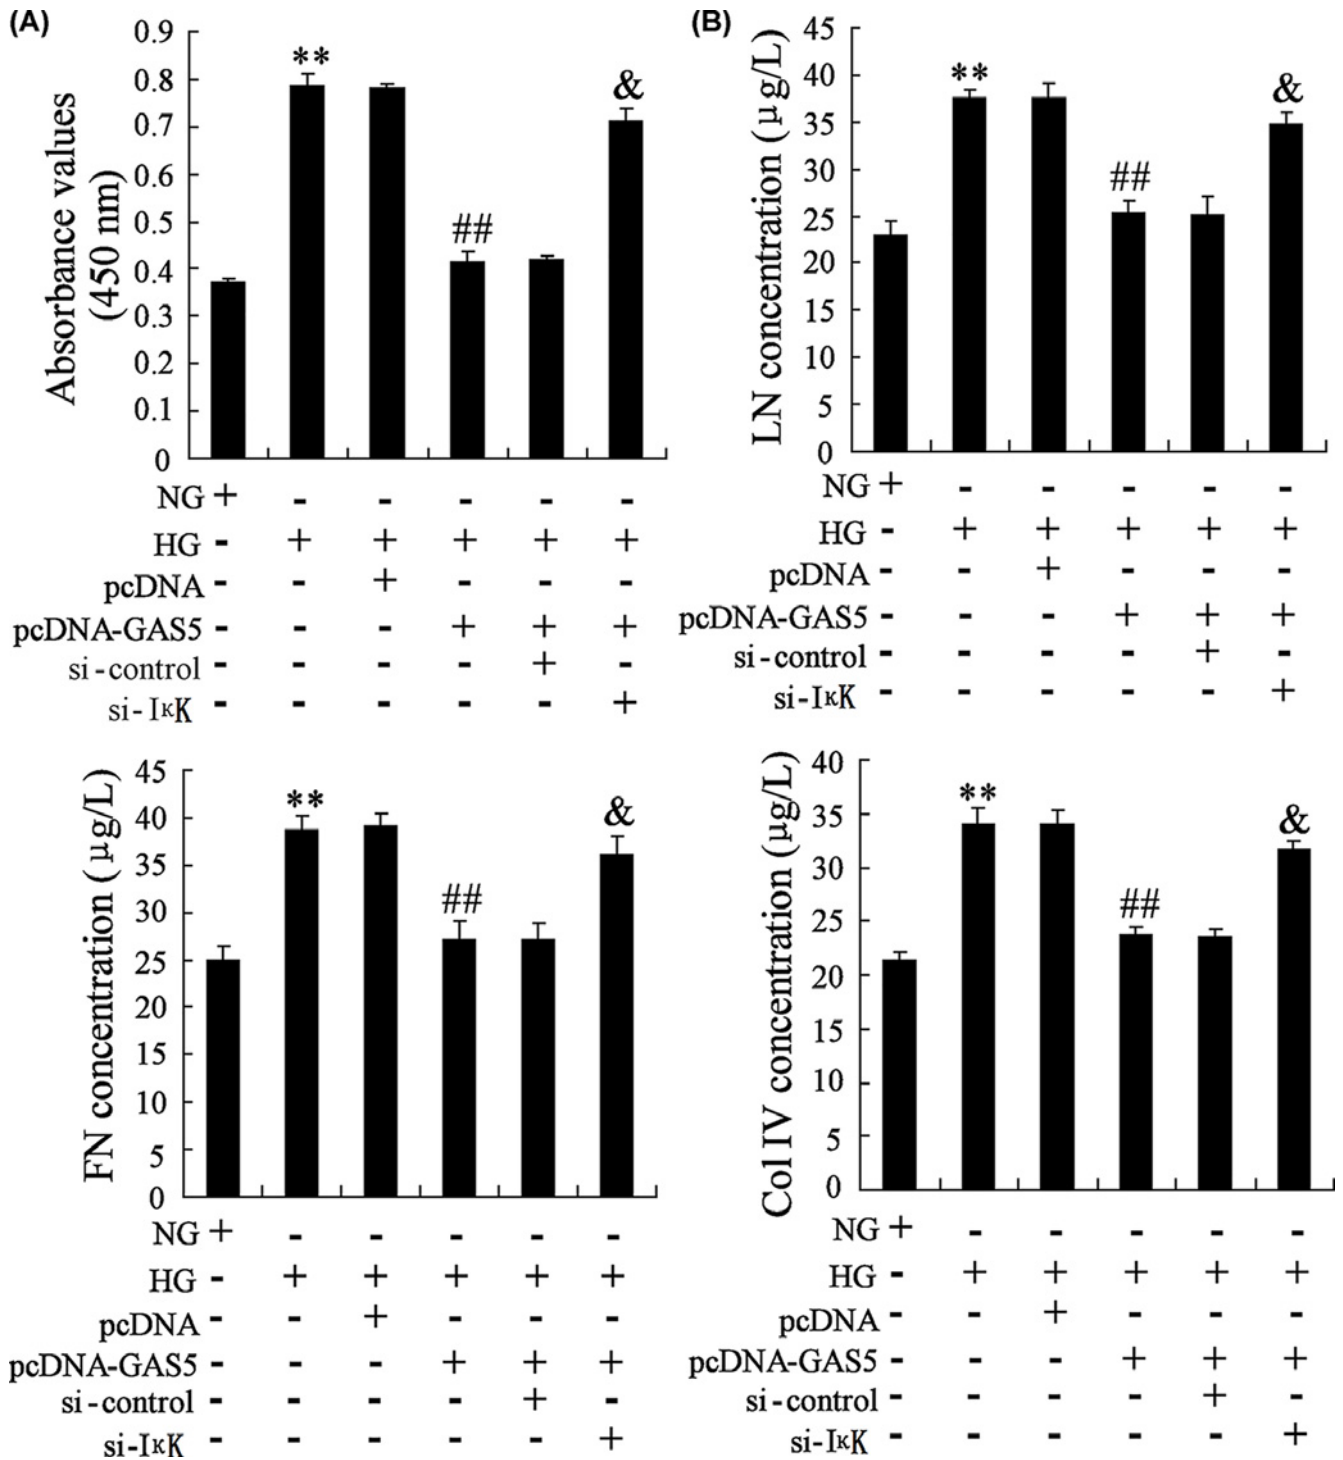 (A)
Absorbance values
(450 nm)
0.9
0.8
0.7
0.6
0.5
0.4
0.3
0.2
0.1
0
**
##
&
NG + - - - - -
HG - + + + + +
pcDNA - - + - - -
pcDNA-GAS5 - - - + + +
si-control - - - - + -
si-IκK - - - - - +
(B)
LN concentration (μg/L)
45
40
35
30
25
20
15
10
5
0
**
##
&
NG + - - - - -
HG - + + + + +
pcDNA - - + - - -
pcDNA-GAS5 - - - + + +
si-control - - - - + -
si-IκK - - - - - +
FN concentration (μg/L)
45
40
35
30
25
20
15
10
5
0
**
##
&
NG + - - - - -
HG - + + + + +
pcDNA - - + - - -
pcDNA-GAS5 - - - + + +
si-control - - - - + -
si-IκK - - - - - +
Col IV concentration (μg/L)
40
35
30
25
20
15
10
5
0
**
##
&
NG + - - - - -
HG - + + + + +
pcDNA - - + - - -
pcDNA-GAS5 - - - + + +
si-control - - - - + -
si-IκK - - - - - +